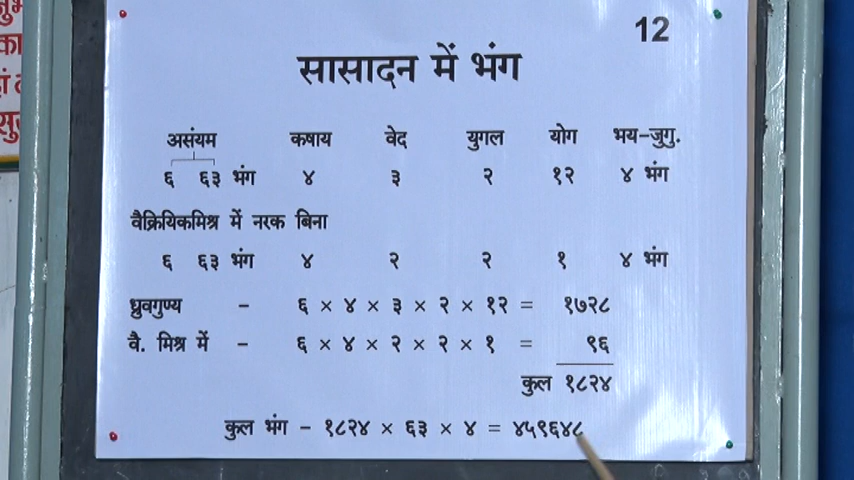 12
सासादन में भंग
असंयम कषाय वेद युगल योग भय-जुगु.
६ ६३ भंग ४ ३ २ १२ ४ भंग
वैक्रियिकमिश्र में नरक बिना
६ ६३ भंग ४ २ २ १ ४ भंग
ध्रुवगुण्य - ६ × ४ × ३ × २ × १२ = १७२८
वै. मिश्र में - ६ × ४ × २ × २ × १ = ९६
कुल १८२४
कुल भंग - १८२४ × ६३ × ४ = ४५९६४८